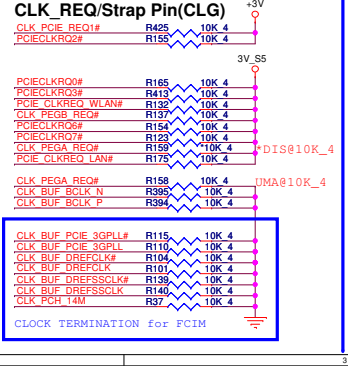 CLK_REQ/Strap Pin(CLG)
+3V
CLK_PCIE_REQ1# R425 10K_4
PCIECLKRQ2# R155 10K_4
3V_S5
PCIECLKRQ0# R165 10K_4
PCIECLKRQ3# R413 10K_4
PCIE_CLKREQ_WLAN# R132 10K_4
CLK_PEGB_REQ# R137 10K_4
PCIECLKRQ6# R154 10K_4
PCIECLKRQ7# R123 10K_4
CLK_PEGA_REQ# R159 *10K_4 *DIS@10K_4
PCIE_CLKREQ_LAN# R175 10K_4
CLK_PEGA_REQ# R158 10K_4 UMA@10K_4
CLK_BUF_BCLK_N R395 10K_4
CLK_BUF_BCLK_P R394 10K_4
CLK_BUF_PCIE_3GPLL# R115 10K_4
CLK_BUF_PCIE_3GPLL R110 10K_4
CLK_BUF_DREFCLK# R104 10K_4
CLK_BUF_DREFCLK R101 10K_4
CLK_BUF_DREFSSCLK# R139 10K_4
CLK_BUF_DREFSSCLK R140 10K_4
CLK_PCH_14M R37 10K_4
CLOCK TERMINATION for FCIM
3